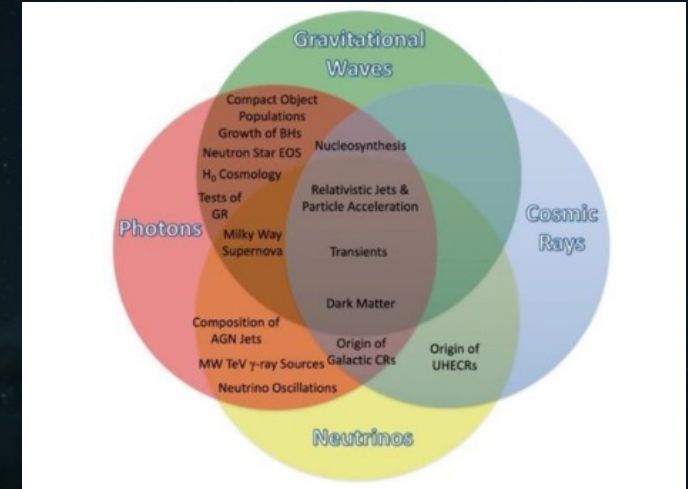 Gravitational
Waves
Compact Object
Populations
Growth of BHs
Nucleosynthesis
Neutron Star EOS
H₀ Cosmology
Relativistic Jets &
Particle Acceleration
Tests of
GR
Photons
Cosmic
Rays
Milky Way
Supernova
Transients
Dark Matter
Composition of
AGN Jets
Origin of
Galactic CRs
Origin of
UHECRs
MW TeV γ-ray Sources
Neutrino Oscillations
Neutrinos